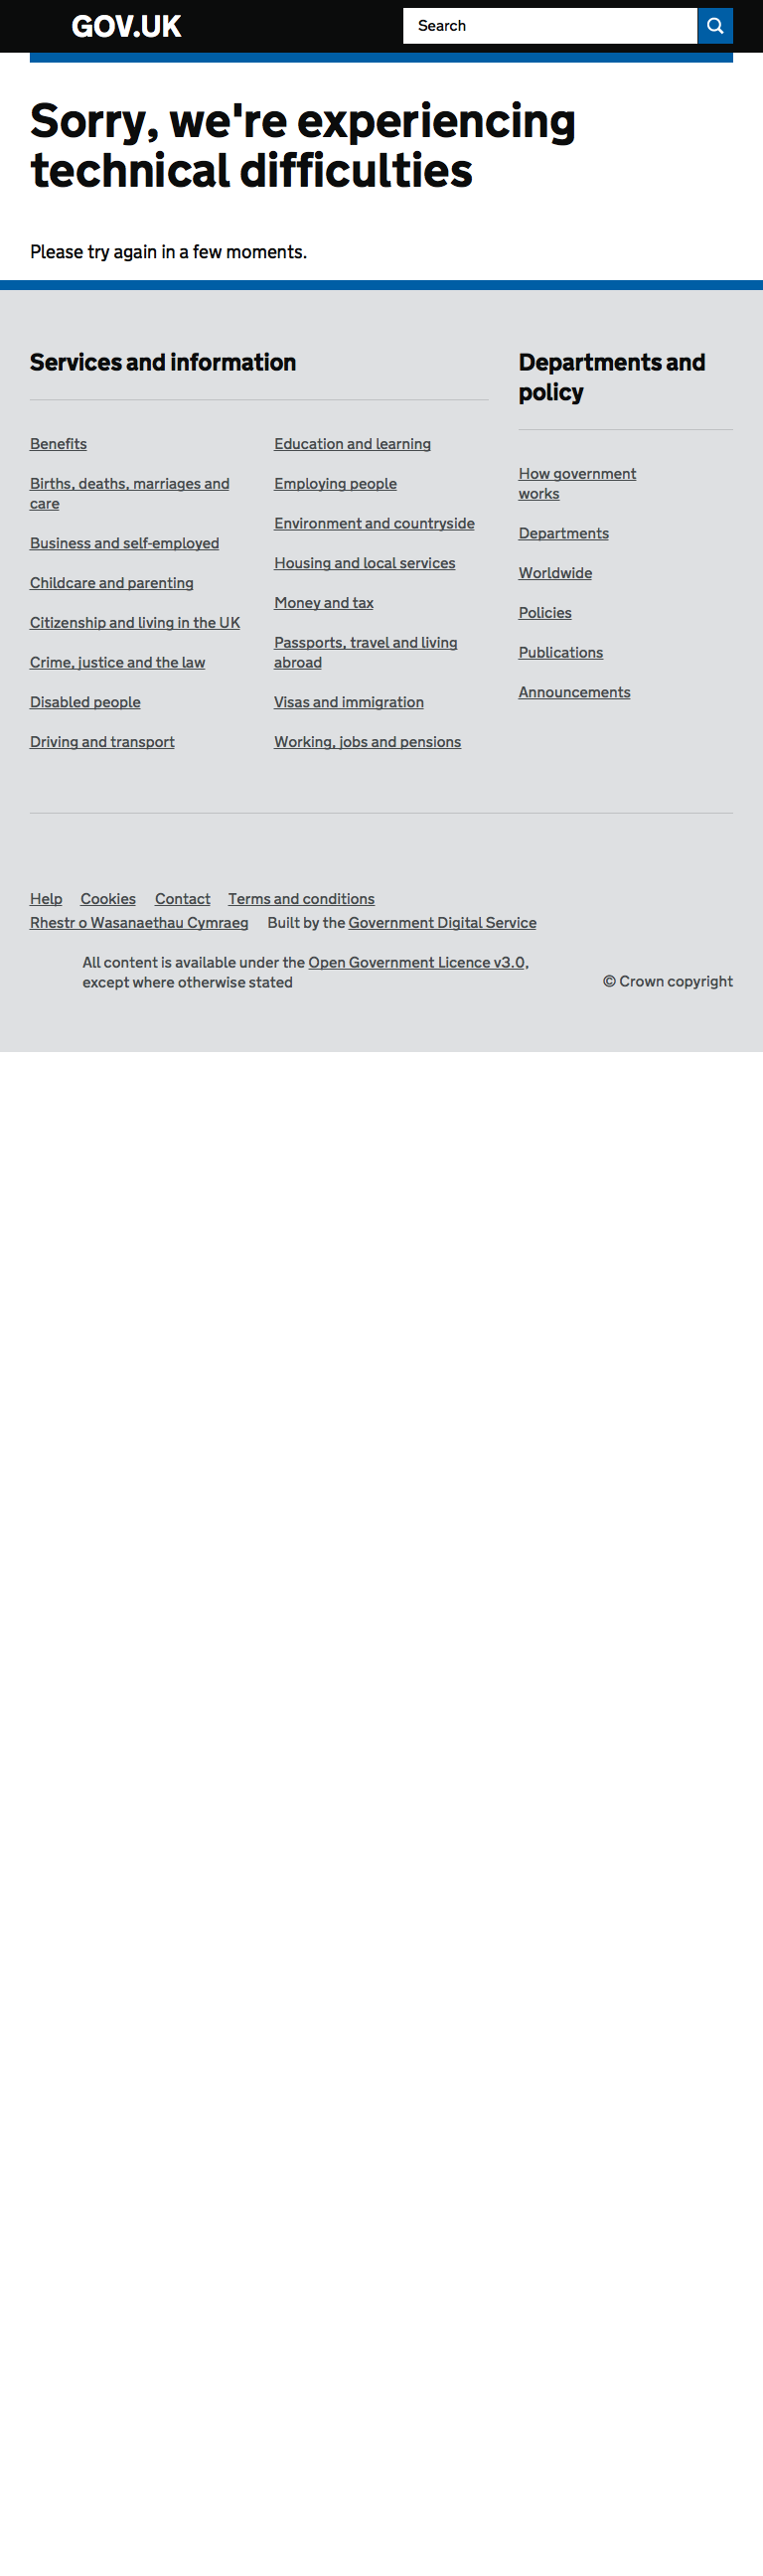 GOV.UK
Search
Sorry, we're experiencing
technical difficulties
Please try again in a few moments.
Services and information
Benefits
Births, deaths, marriages and
care
Business and self-employed
Childcare and parenting
Citizenship and living in the UK
Crime, justice and the law
Disabled people
Driving and transport
Education and learning
Employing people
Environment and countryside
Housing and local services
Money and tax
Passports, travel and living
abroad
Visas and immigration
Working, jobs and pensions
Departments and
policy
How government
works
Departments
Worldwide
Policies
Publications
Announcements
Help Cookies Contact Terms and conditions
Rhestr o Wasanaethau Cymraeg Built by the Government Digital Service
All content is available under the Open Government Licence v3.0,
except where otherwise stated
© Crown copyright